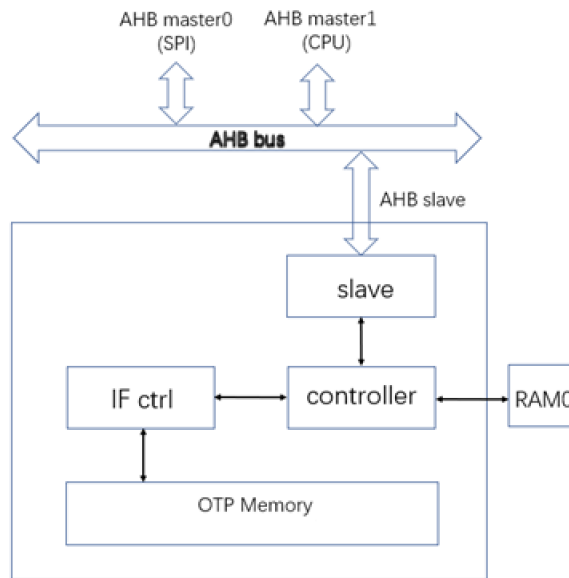 AHB master0 AHB master1
(SPI) (CPU)
AHB bus
AHB slave
slave
IF ctrl controller RAM0
OTP Memory